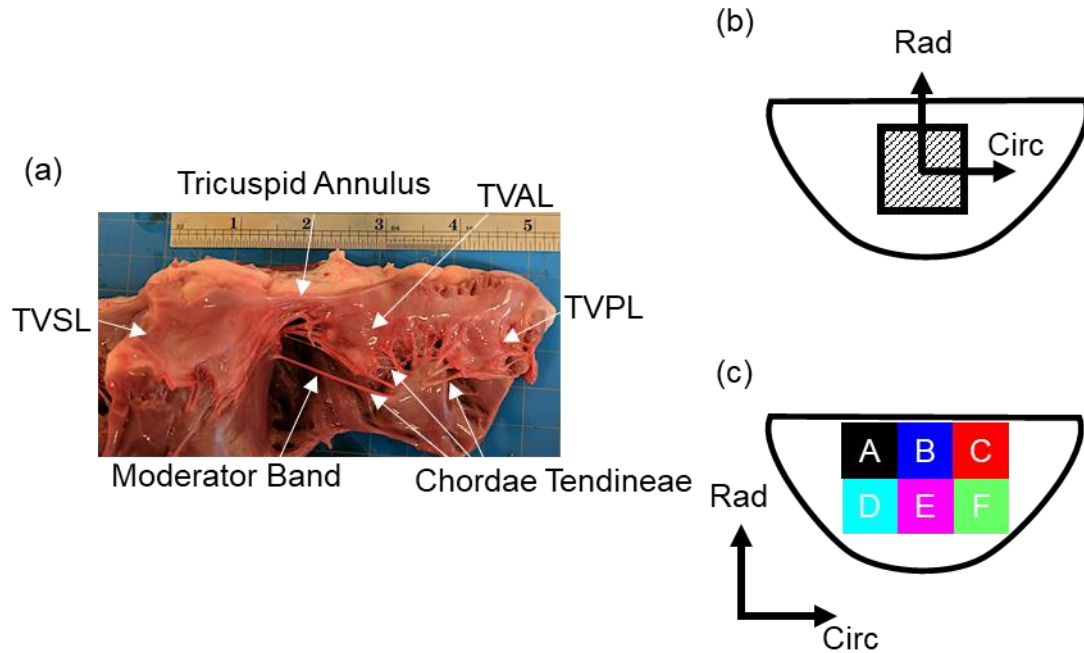 (a)
Tricuspid Annulus
TVAL
1 2 3 4 5
TVSL
TVPL
Moderator Band
Chordae Tendineae
(b)
Rad
Circ
(c)
A B C
D E F
Rad
Circ